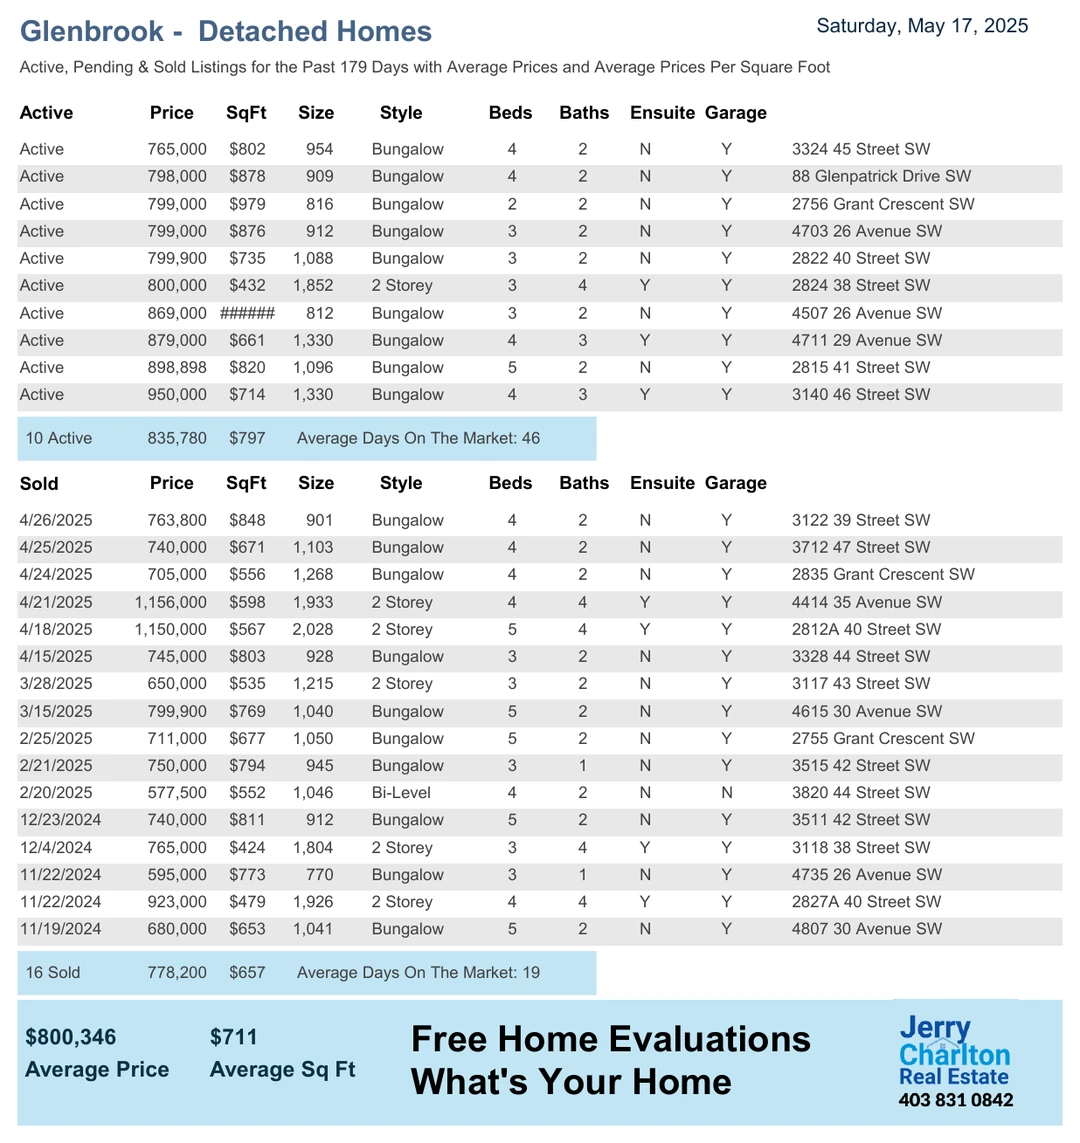 Glenbrook - Detached Homes
Saturday, May 17, 2025
Active, Pending & Sold Listings for the Past 179 Days with Average Prices and Average Prices Per Square Foot
Active Price SqFt Size Style Beds Baths Ensuite Garage
Active 765,000 $802 954 Bungalow 4 2 N Y 3324 45 Street SW
Active 798,000 $878 909 Bungalow 4 2 N Y 88 Glenpatrick Drive SW
Active 799,000 $979 816 Bungalow 2 2 N Y 2756 Grant Crescent SW
Active 799,000 $876 912 Bungalow 3 2 N Y 4703 26 Avenue SW
Active 799,900 $735 1,088 Bungalow 3 2 N Y 2822 40 Street SW
Active 800,000 $432 1,852 2 Storey 3 4 Y Y 2824 38 Street SW
Active 869,000 ###### 812 Bungalow 3 2 N Y 4507 26 Avenue SW
Active 879,000 $661 1,330 Bungalow 4 3 Y Y 4711 29 Avenue SW
Active 898,898 $820 1,096 Bungalow 5 2 N Y 2815 41 Street SW
Active 950,000 $714 1,330 Bungalow 4 3 Y Y 3140 46 Street SW
10 Active 835,780 $797 Average Days On The Market: 46
Sold Price SqFt Size Style Beds Baths Ensuite Garage
4/26/2025 763,800 $848 901 Bungalow 4 2 N Y 3122 39 Street SW
4/25/2025 740,000 $671 1,103 Bungalow 4 2 N Y 3712 47 Street SW
4/24/2025 705,000 $556 1,268 Bungalow 4 2 N Y 2835 Grant Crescent SW
4/21/2025 1,156,000 $598 1,933 2 Storey 4 4 Y Y 4414 35 Avenue SW
4/18/2025 1,150,000 $567 2,028 2 Storey 5 4 Y Y 2812A 40 Street SW
4/15/2025 745,000 $803 928 Bungalow 3 2 N Y 3328 44 Street SW
3/28/2025 650,000 $535 1,215 2 Storey 3 2 N Y 3117 43 Street SW
3/15/2025 799,900 $769 1,040 Bungalow 5 2 N Y 4615 30 Avenue SW
2/25/2025 711,000 $677 1,050 Bungalow 5 2 N Y 2755 Grant Crescent SW
2/21/2025 750,000 $794 945 Bungalow 3 1 N Y 3515 42 Street SW
2/20/2025 577,500 $552 1,046 Bi-Level 4 2 N N 3820 44 Street SW
12/23/2024 740,000 $811 912 Bungalow 5 2 N Y 3511 42 Street SW
12/4/2024 765,000 $424 1,804 2 Storey 3 4 Y Y 3118 38 Street SW
11/22/2024 595,000 $773 770 Bungalow 3 1 N Y 4735 26 Avenue SW
11/22/2024 923,000 $479 1,926 2 Storey 4 4 Y Y 2827A 40 Street SW
11/19/2024 680,000 $653 1,041 Bungalow 5 2 N Y 4807 30 Avenue SW
16 Sold 778,200 $657 Average Days On The Market: 19
$800,346 $711
Average Price Average Sq Ft
Free Home Evaluations
What's Your Home
Jerry
Charlton
Real Estate
403 831 0842